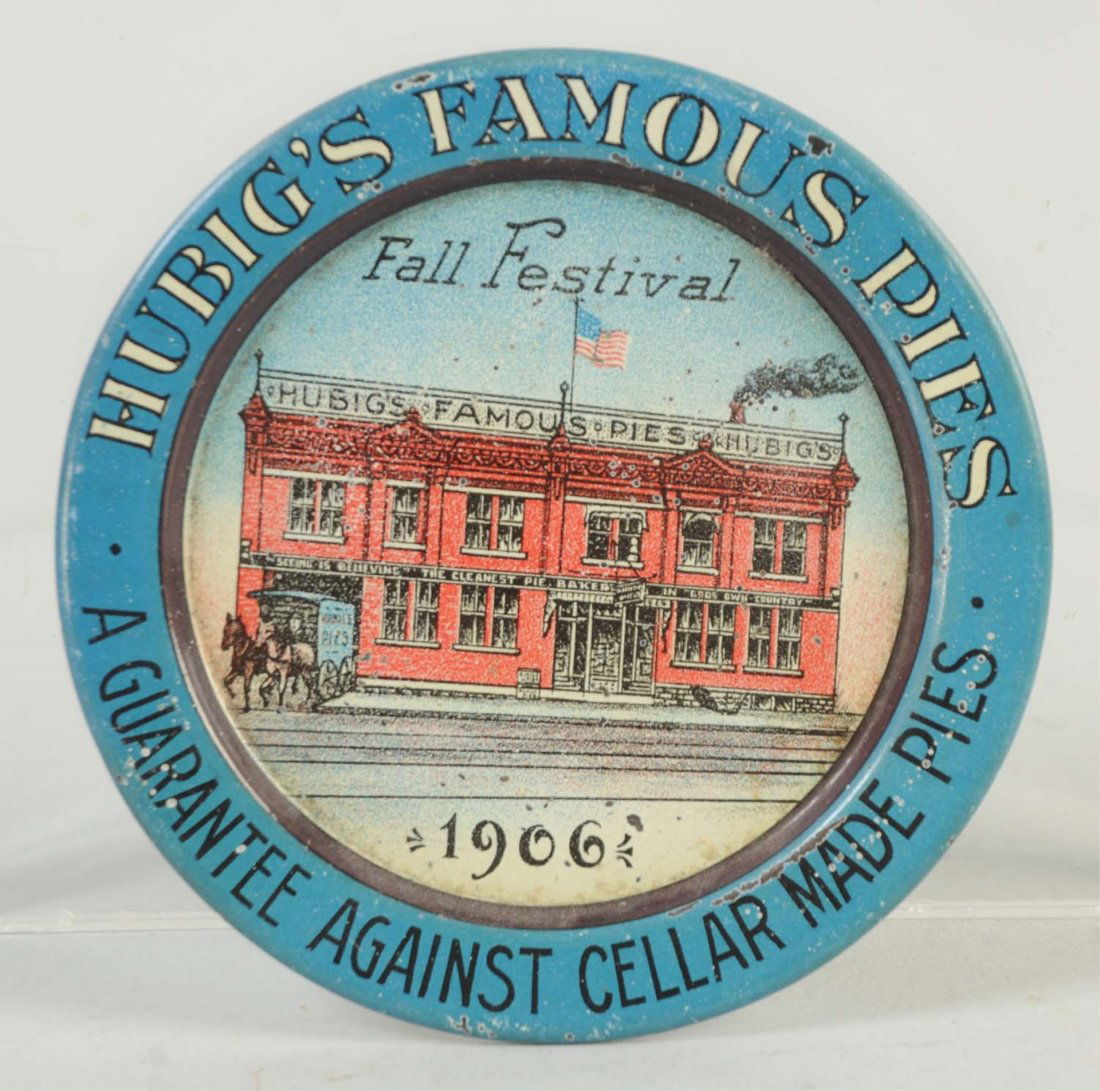 HUBIG'S FAMOUS PIES
Fall Festival
HUBIG'S FAMOUS PIES HUBIG'S
SEEING IS BELIEVING THE CLEANEST PIE BAKERY IN GODS OWN COUNTRY
PIES
1906
· A GUARANTEE AGAINST CELLAR MADE PIES ·